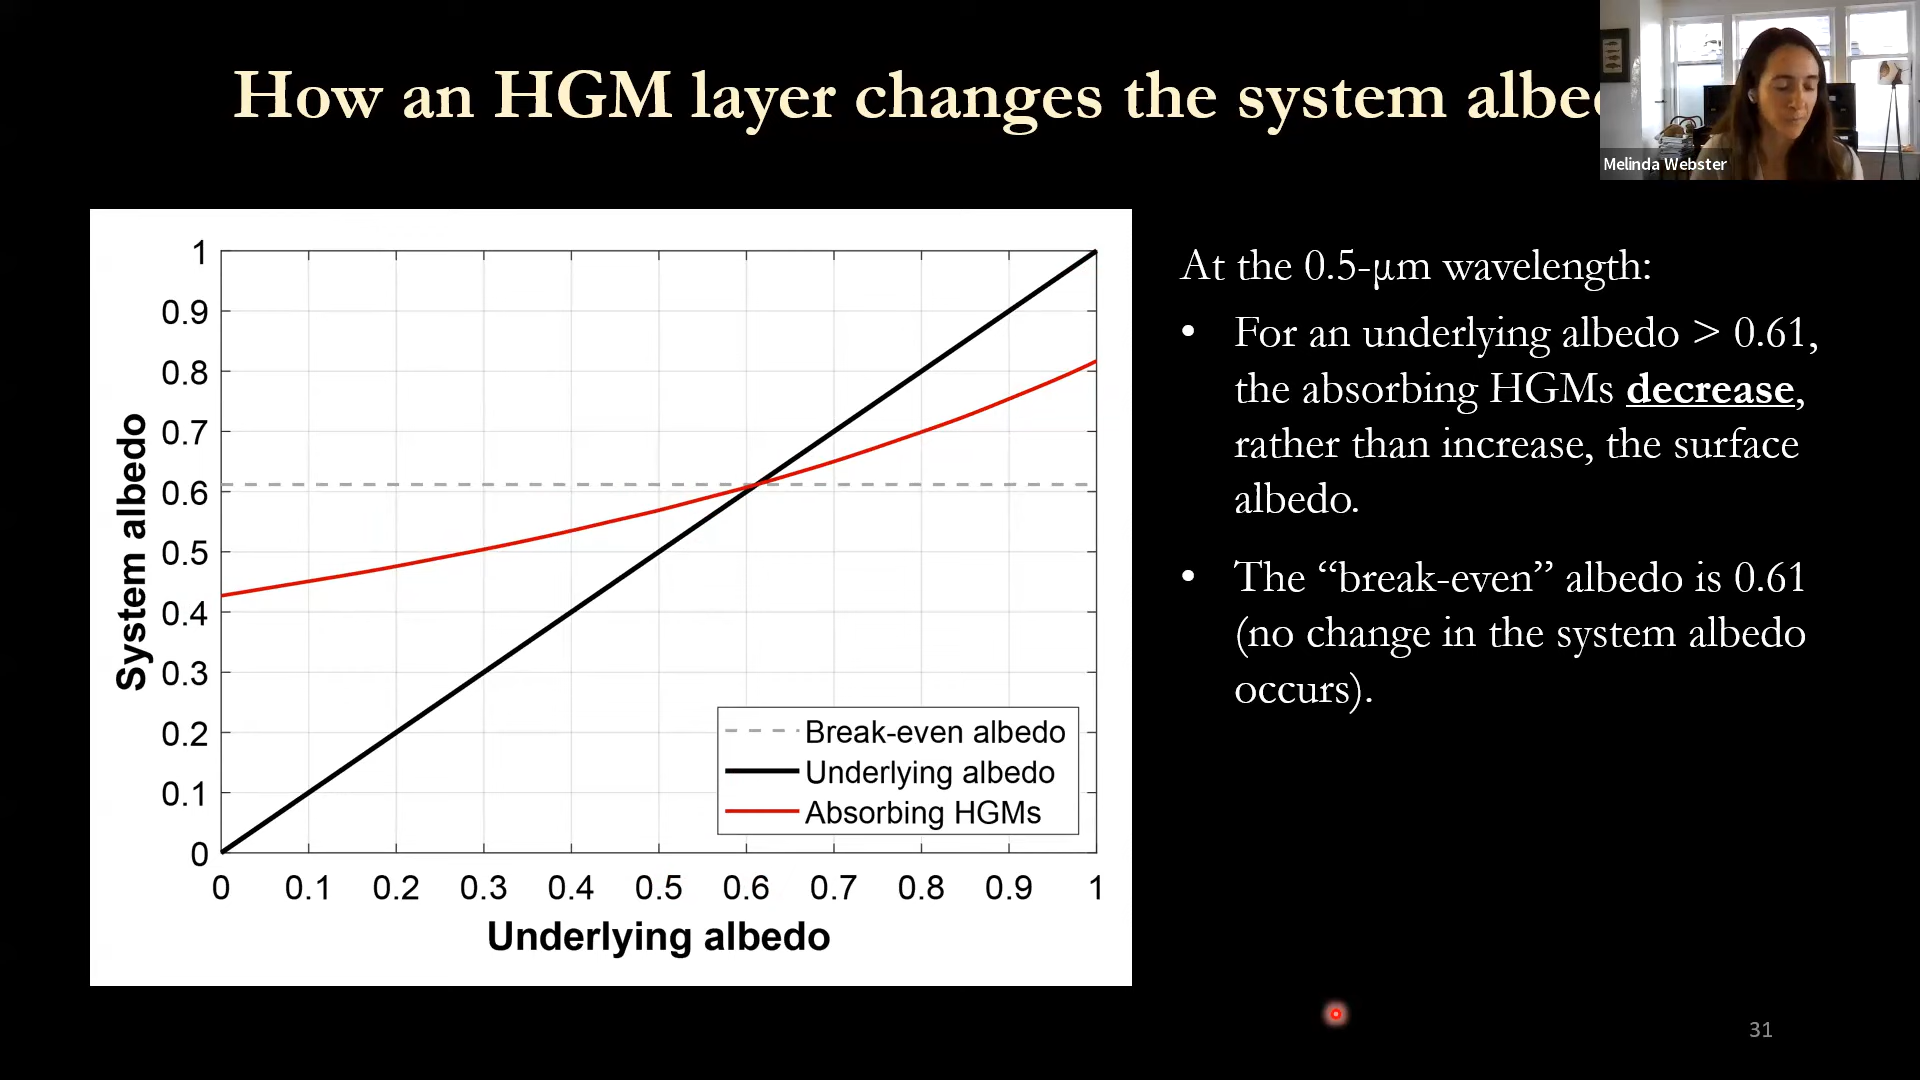 How an HGM layer changes the system
Melinda Webster
At the 0.5-µm wavelength:
• For an underlying albedo > 0.61,
the absorbing HGMs decrease,
rather than increase, the surface
albedo.
• The “break-even” albedo is 0.61
(no change in the system albedo
occurs).
System albedo
1
0.9
0.8
0.7
0.6
0.5
0.4
0.3
0.2
0.1
0
0 0.1 0.2 0.3 0.4 0.5 0.6 0.7 0.8 0.9 1
Underlying albedo
Break-even albedo
Underlying albedo
Absorbing HGMs
31